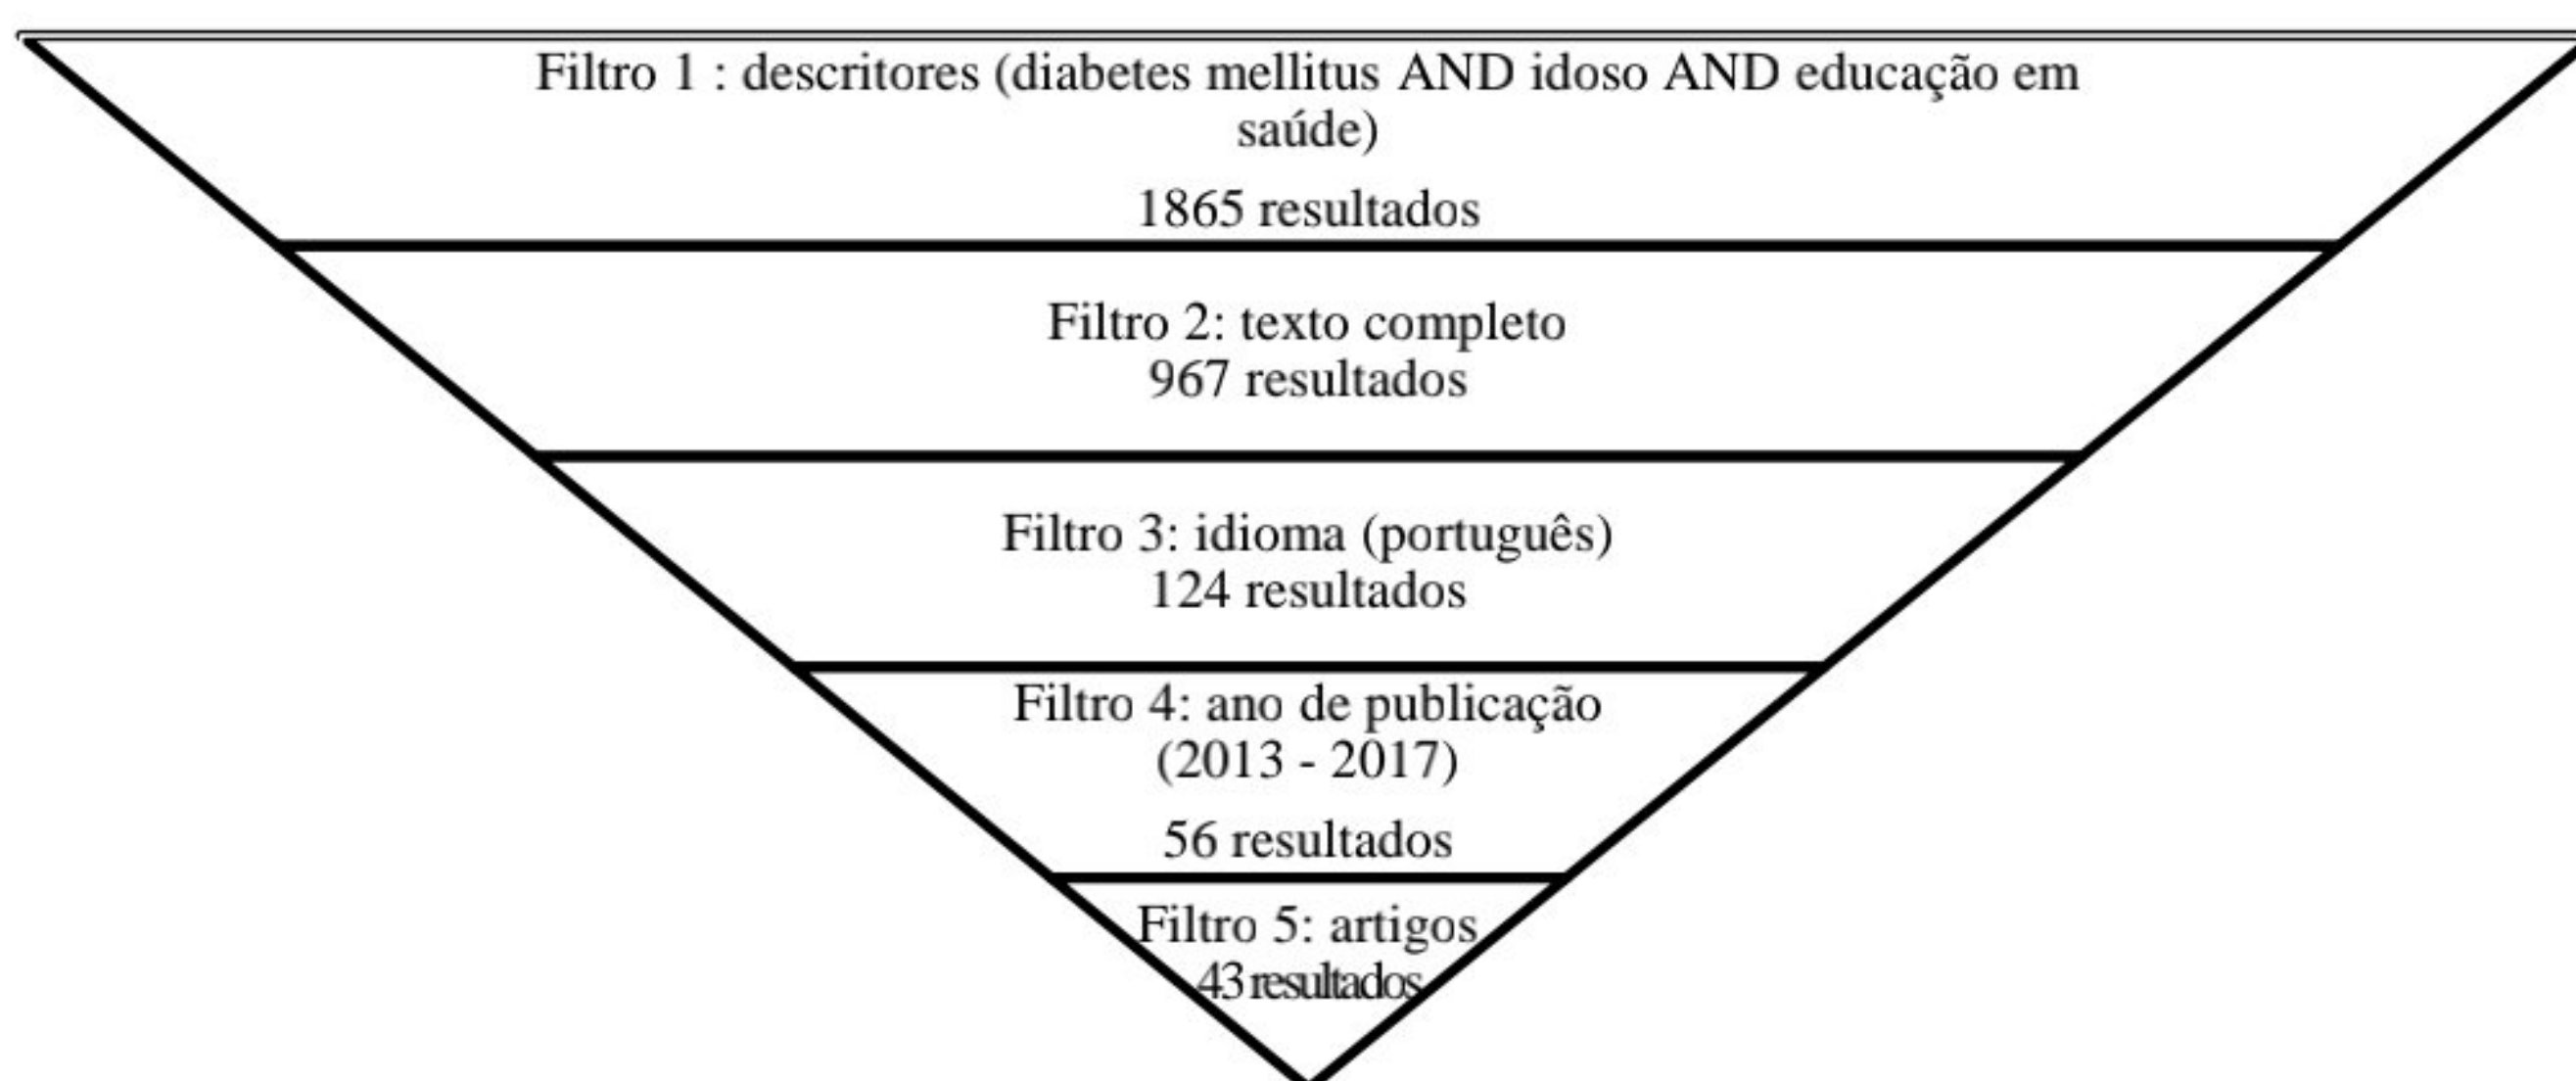 Filtro 1 : descritores (diabetes mellitus AND idoso AND educação em
saúde)
1865 resultados
Filtro 2: texto completo
967 resultados
Filtro 3: idioma (português)
124 resultados
Filtro 4: ano de publicação
(2013 - 2017)
56 resultados
Filtro 5: artigos
43 resultados